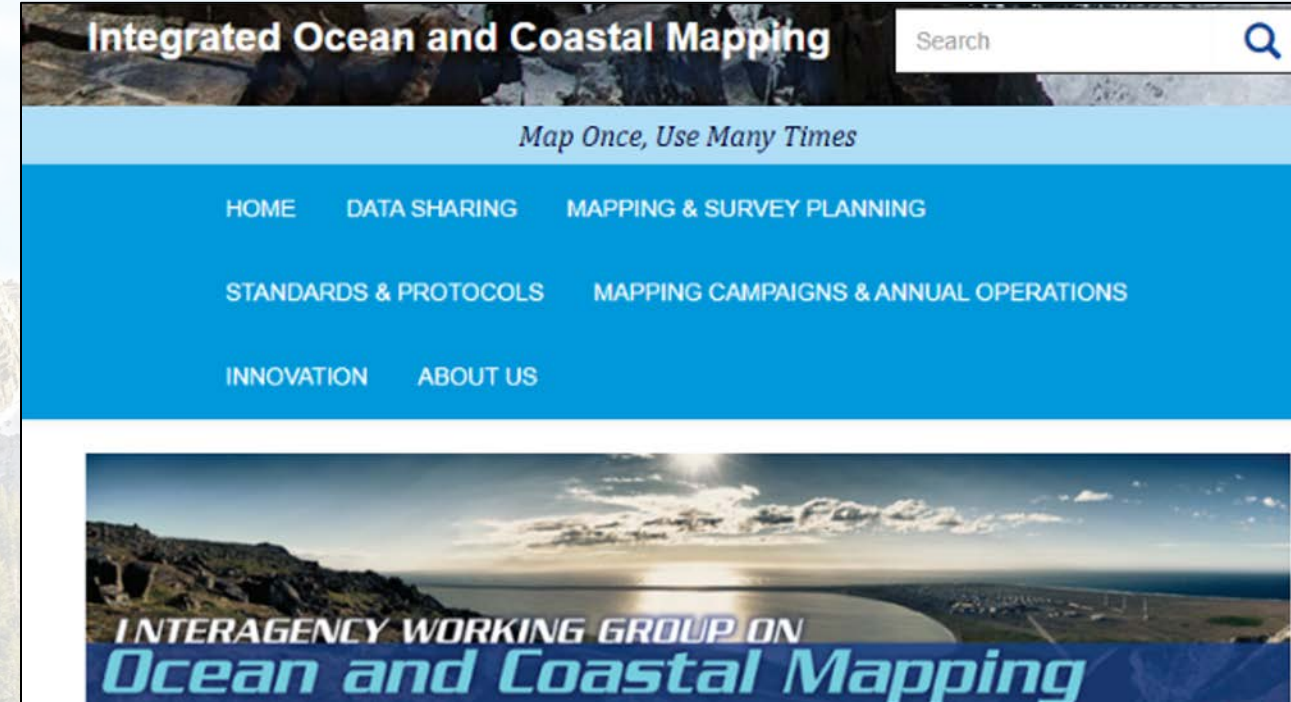 Integrated Ocean and Coastal Mapping
Search
Map Once, Use Many Times
HOME DATA SHARING MAPPING & SURVEY PLANNING
STANDARDS & PROTOCOLS MAPPING CAMPAIGNS & ANNUAL OPERATIONS
INNOVATION ABOUT US
INTERAGENCY WORKING GROUP ON
Ocean and Coastal Mapping